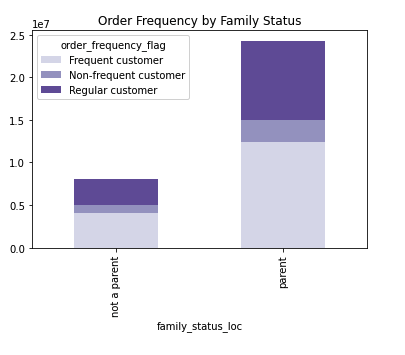 Order Frequency by Family Status
1e7
order_frequency_flag
Frequent customer
Non-frequent customer
Regular customer
2.5
2.0
1.5
1.0
0.5
0.0
not a parent
parent
family_status_loc